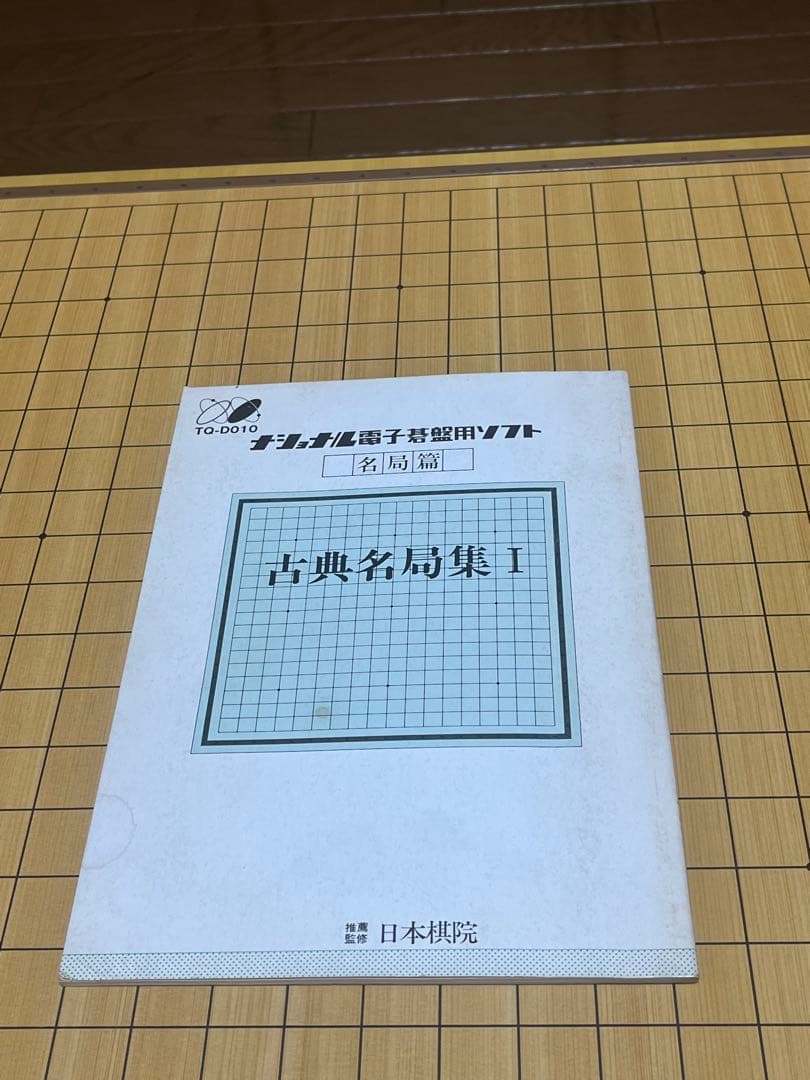 TQ-D010
ナショナル電子碁盤用ソフト
名局篇
古典名局集 I
推薦
監修
日本棋院